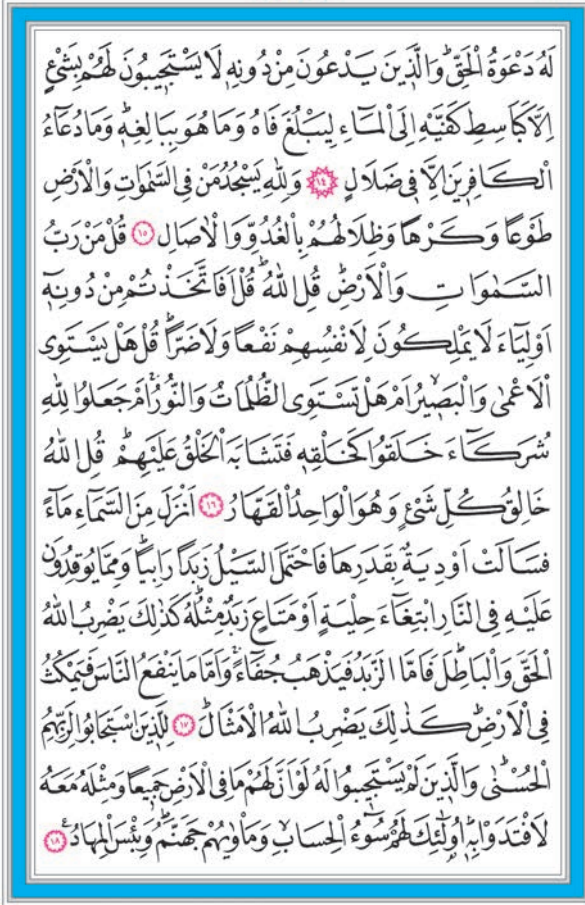 لَهُ دَعْوَةُ الْحَقِّۜ وَالَّذ۪ينَ يَدْعُونَ مِنْ دُونِه۪ لَا يَسْتَج۪يبُونَ لَهُمْ بِشَيْءٍ
اِلَّا كَبَاسِطِ كَفَّيْهِ اِلَى الْمَٓاءِ لِيَبْلُغَ فَاهُ وَمَا هُوَ بِبَالِغِه۪ۜ وَمَا دُعَٓاءُ
الْكَافِر۪ينَ اِلَّا ف۪ي ضَلَالٍ ﴿١٤﴾ وَلِلّٰهِ يَسْجُدُ مَنْ فِي السَّمٰوَاتِ وَالْاَرْضِ
طَوْعًا وَكَرْهًا وَظِلَالُهُمْ بِالْغُدُوِّ وَالْاٰصَالِ ﴿١٥﴾ قُلْ مَنْ رَبُّ
السَّمٰوَاتِ وَالْاَرْضِۜ قُلِ اللّٰهُۜ قُلْ اَفَاتَّخَذْتُمْ مِنْ دُونِه۪ٓ
اَوْلِيَٓاءَ لَا يَمْلِكُونَ لِاَنْفُسِهِمْ نَفْعًا وَلَا ضَرًّاۜ قُلْ هَلْ يَسْتَوِي
الْاَعْمٰى وَالْبَص۪يرُ اَمْ هَلْ تَسْتَوِي الظُّلُمَاتُ وَالنُّورُۚ اَمْ جَعَلُوا لِلّٰهِ
شُرَكَٓاءَ خَلَقُوا كَخَلْقِه۪ فَتَشَابَهَ الْخَلْقُ عَلَيْهِمْۜ قُلِ اللّٰهُ
خَالِقُ كُلِّ شَيْءٍ وَهُوَ الْوَاحِدُ الْقَهَّارُ ﴿١٦﴾ اَنْزَلَ مِنَ السَّمَٓاءِ مَٓاءً
فَسَالَتْ اَوْدِيَةٌ بِقَدَرِهَا فَاحْتَمَلَ السَّيْلُ زَبَدًا رَابِيًاۜ وَمِمَّا يُوقِدُونَ
عَلَيْهِ فِي النَّارِ ابْتِغَٓاءَ حِلْيَةٍ اَوْ مَتَاعٍ زَبَدٌ مِثْلُهُۜ كَذٰلِكَ يَضْرِبُ اللّٰهُ
الْحَقَّ وَالْبَاطِلَۜ فَاَمَّا الزَّبَدُ فَيَذْهَبُ جُفَٓاءًۚ وَاَمَّا مَا يَنْفَعُ النَّاسَ فَيَمْكُثُ
فِي الْاَرْضِۜ كَذٰلِكَ يَضْرِبُ اللّٰهُ الْاَمْثَالَۜ ﴿١٧﴾ لِلَّذ۪ينَ اسْتَجَابُوا لِرَبِّهِمُ
الْحُسْنٰىۜ وَالَّذ۪ينَ لَمْ يَسْتَج۪يبُوا لَهُ لَوْ اَنَّ لَهُمْ مَا فِي الْاَرْضِ جَم۪يعًا وَمِثْلَهُ مَعَهُ
لَافْتَدَوْا بِه۪ۜ اُو۬لٰٓئِكَ لَهُمْ سُٓوءُ الْحِسَابِ وَمَأْوٰيهُمْ جَهَنَّمُۜ وَبِئْسَ الْمِهَادُ۟ ﴿١٨﴾